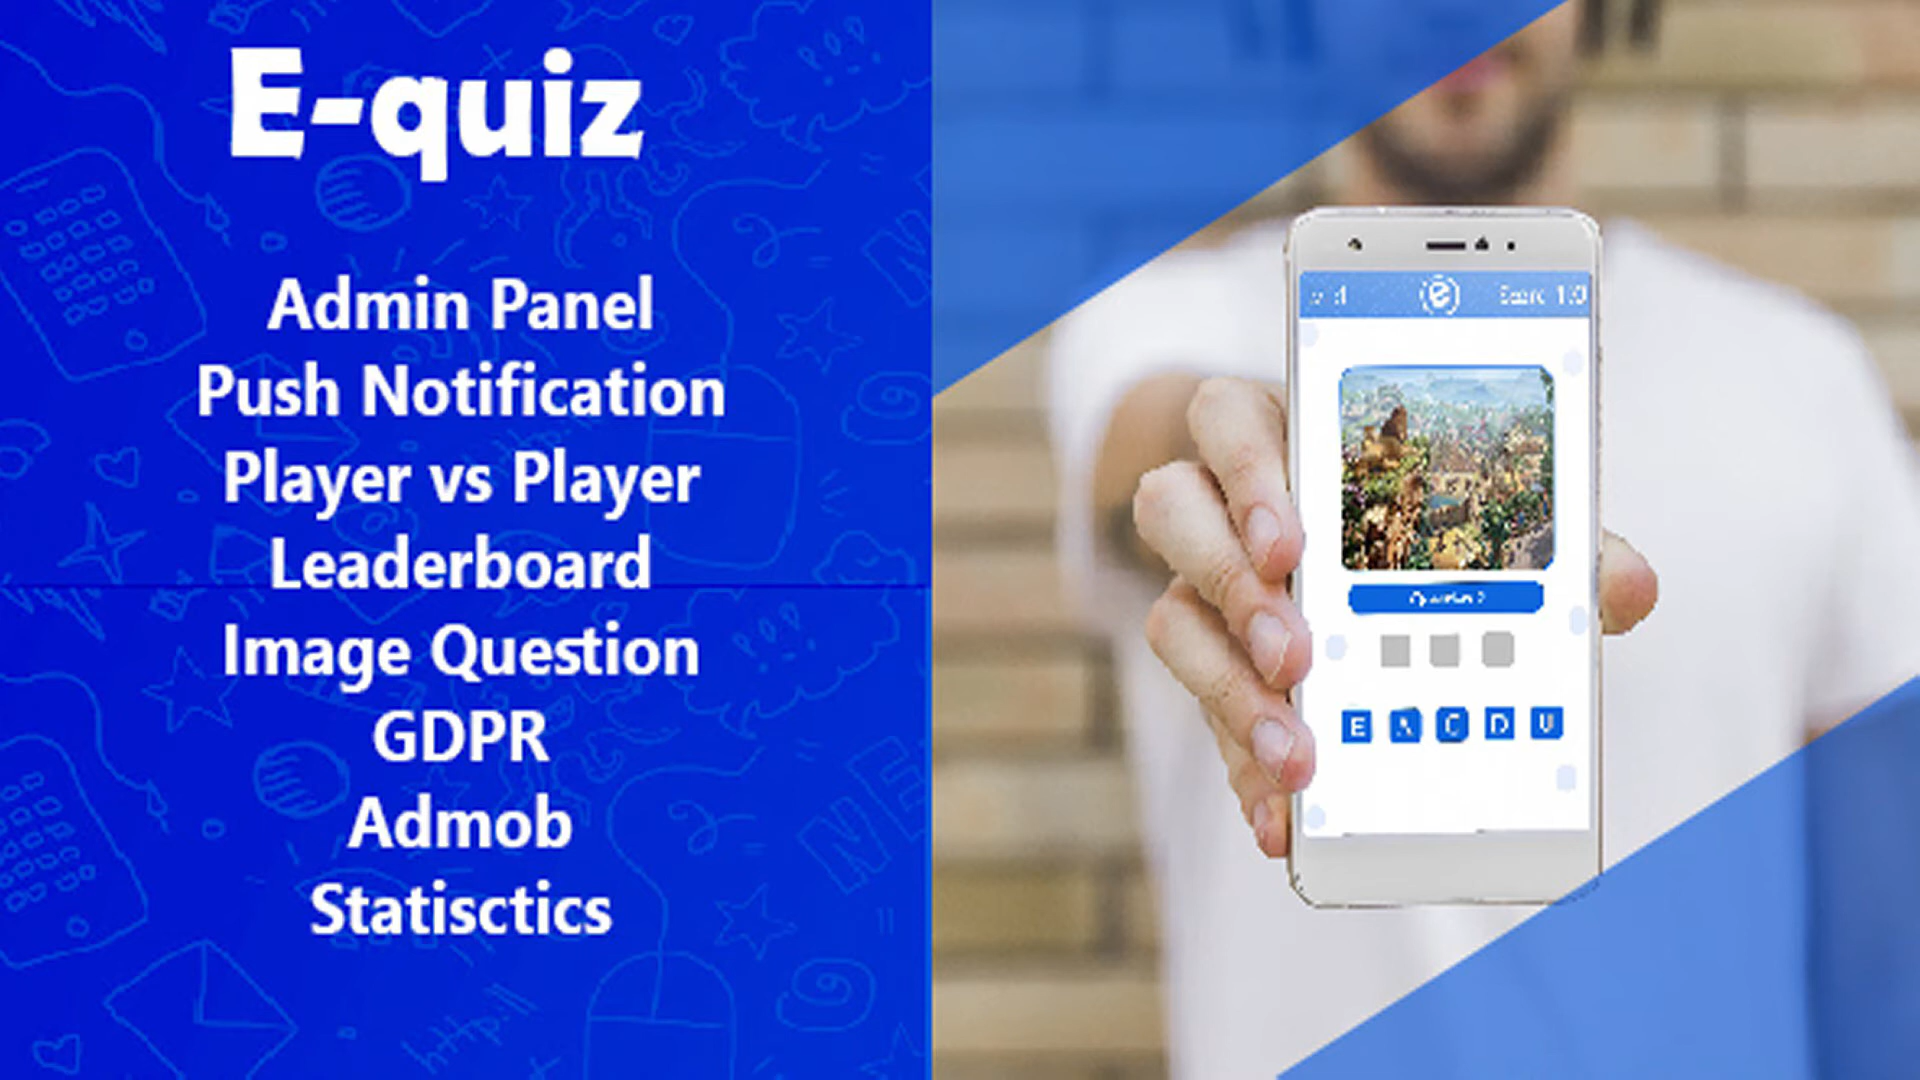 E-quiz
Admin Panel
Push Notification
Player vs Player
Leaderboard
Image Question
GDPR
Admob
Statisctics
E A C D U